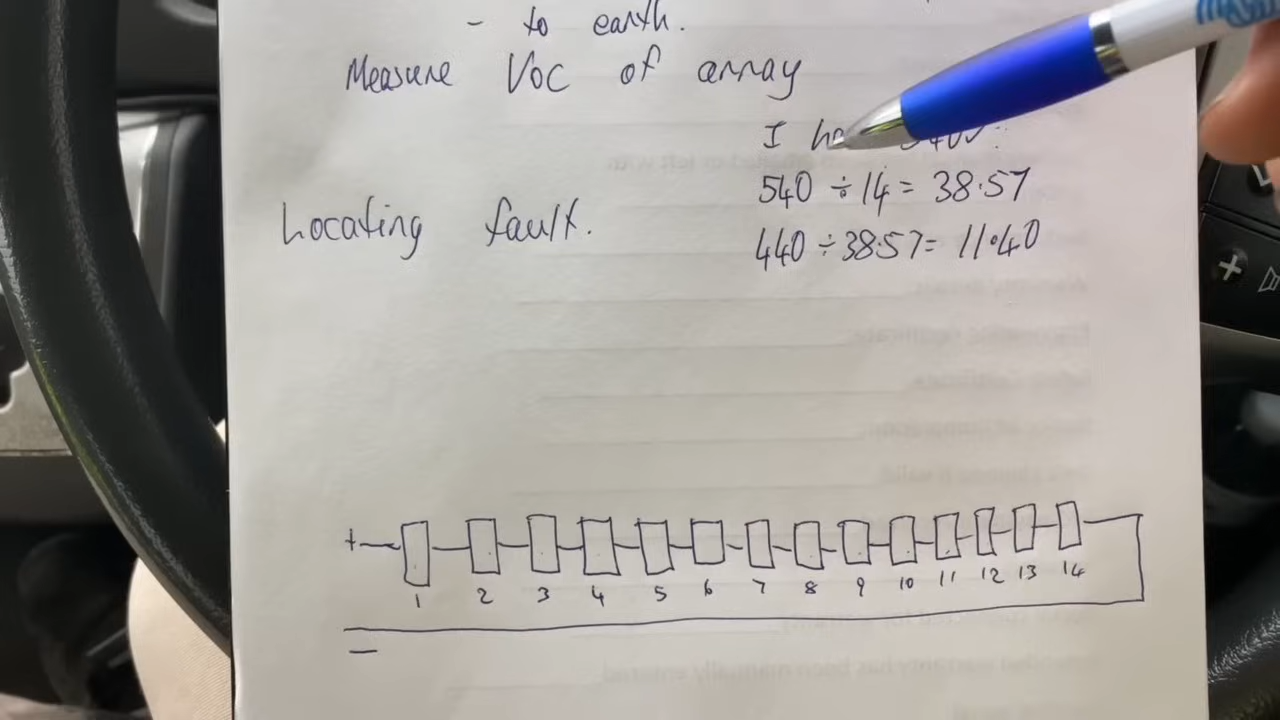 - to earth.
Measure Voc of array
I
540 ÷ 14 = 38.57
Locating fault.
440 ÷ 38.57 = 11.40
+
1 2 3 4 5 6 7 8 9 10 11 12 13 14
-